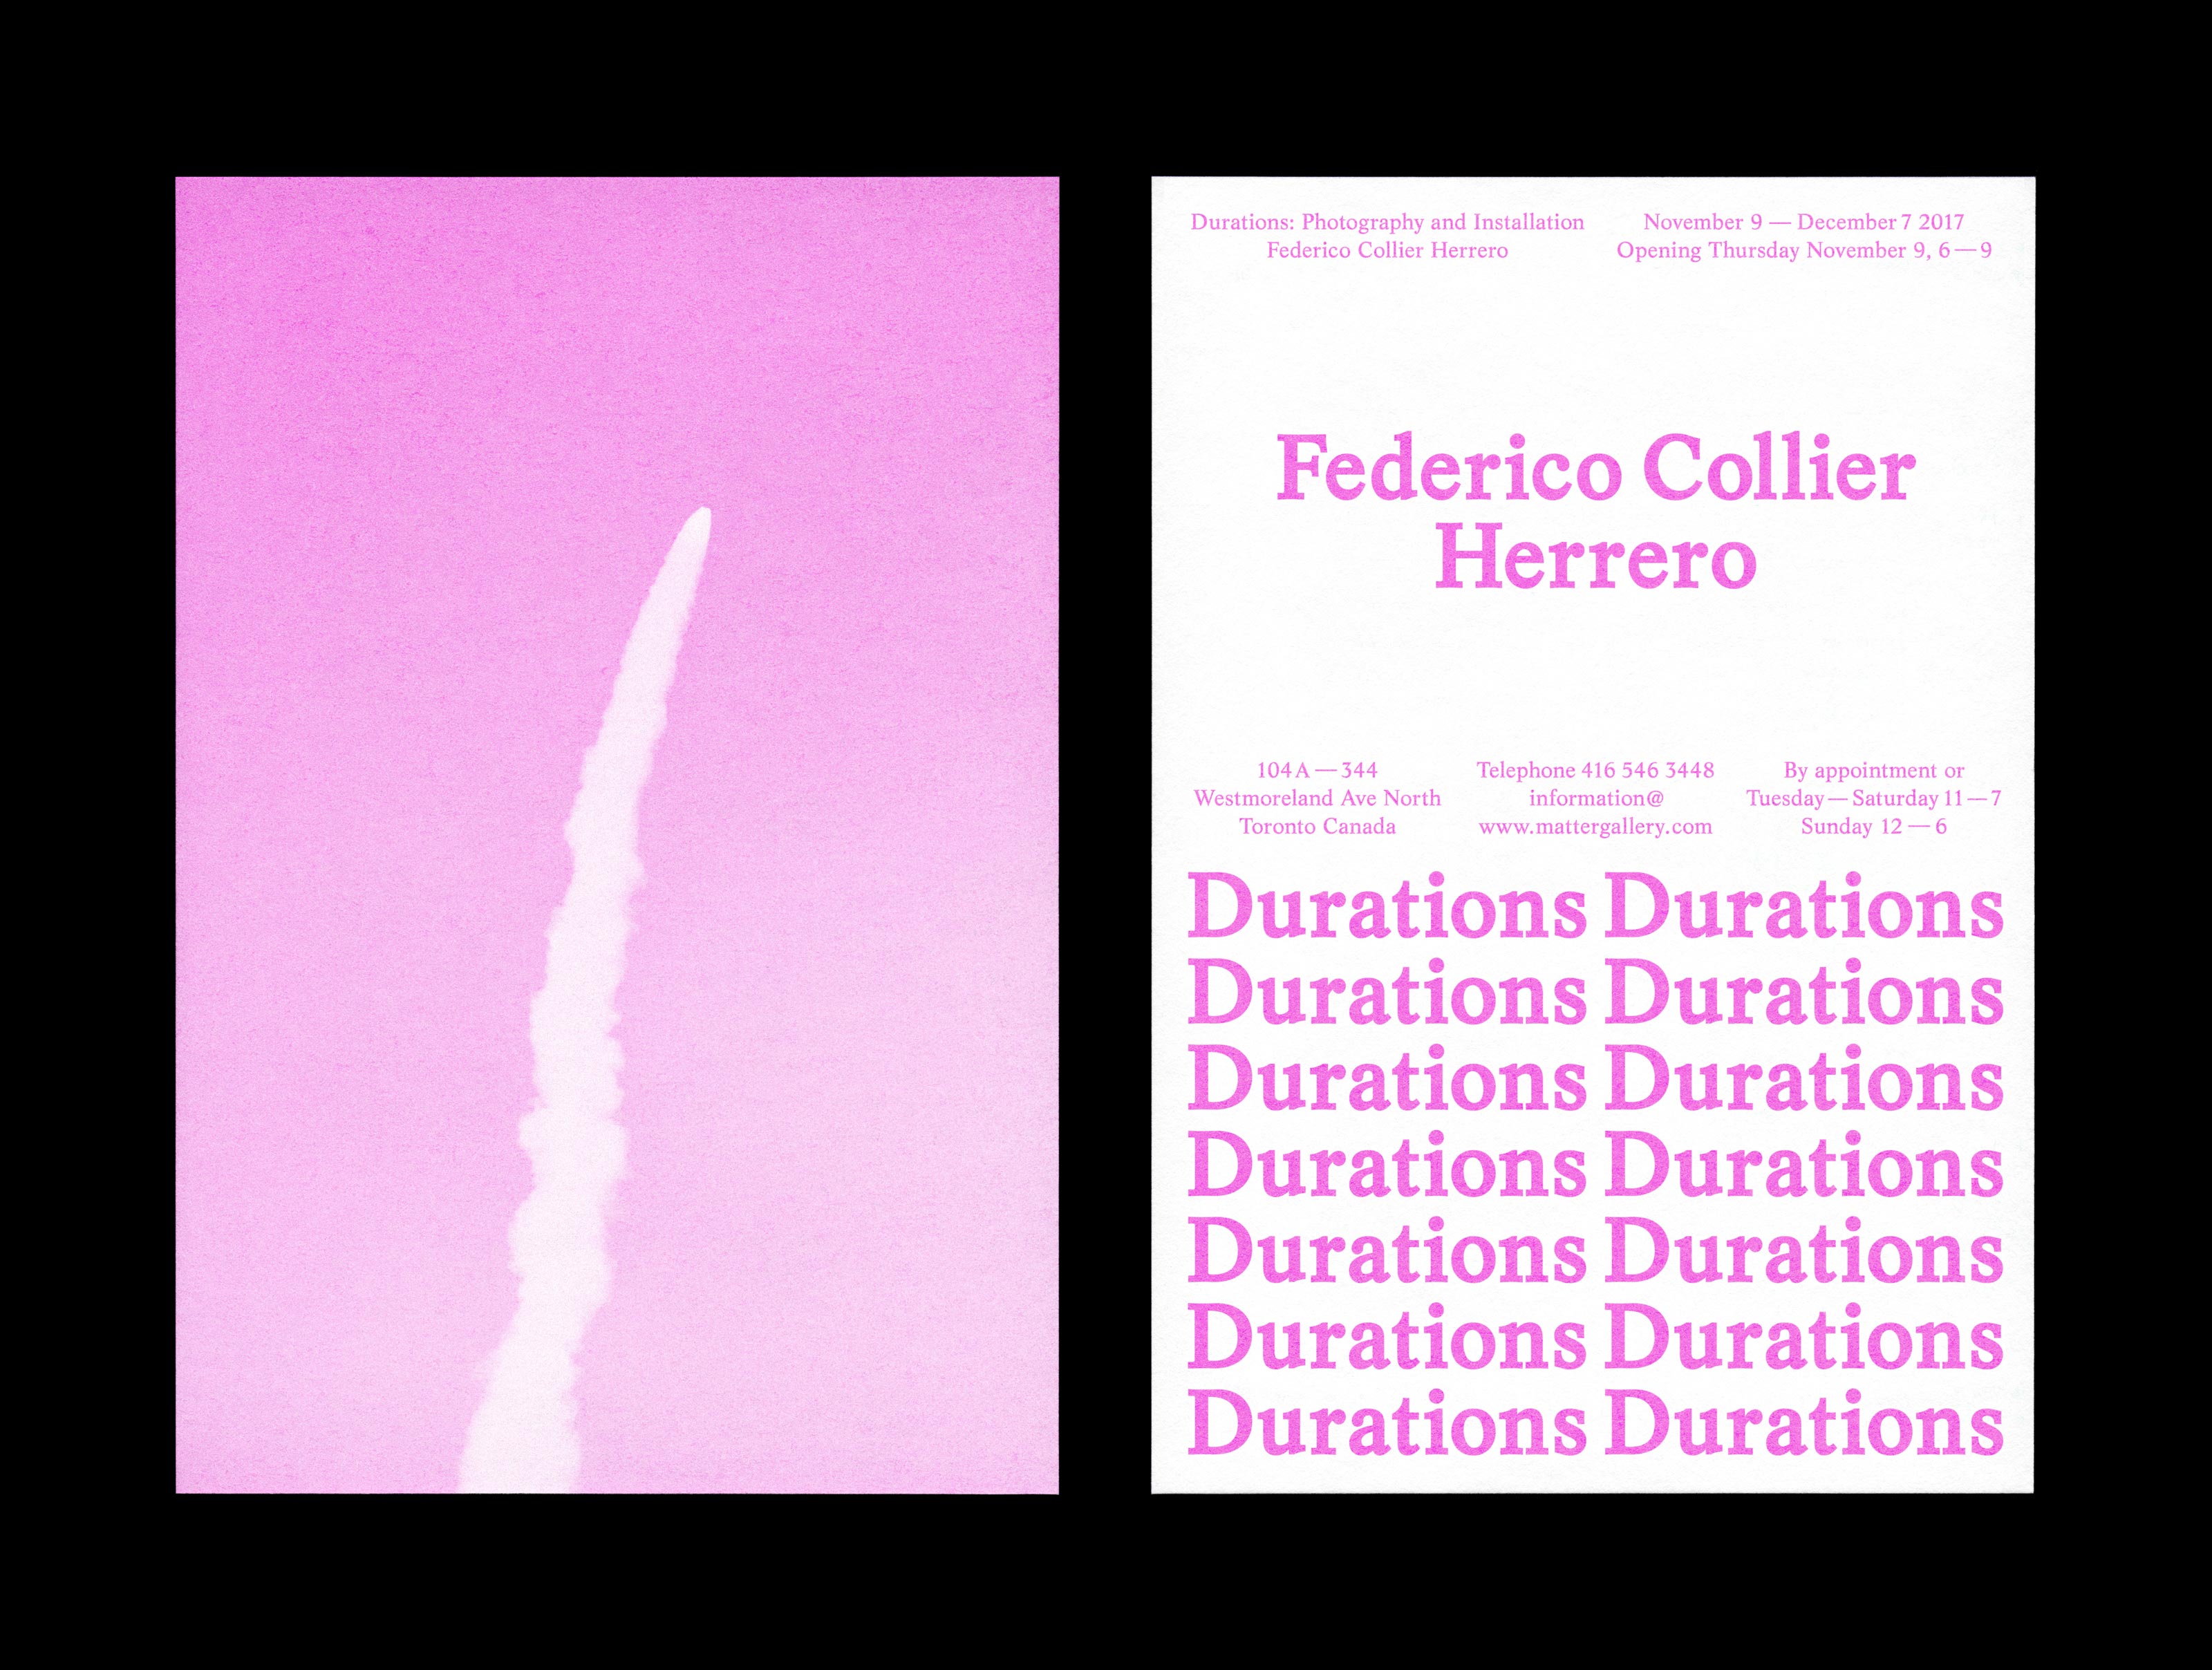 Durations: Photography and Installation
Federico Collier Herrero
November 9 — December 7 2017
Opening Thursday November 9, 6 — 9
Federico Collier
Herrero
104A — 344
Westmoreland Ave North
Toronto Canada
Telephone 416 546 3448
information@
www.mattergallery.com
By appointment or
Tuesday — Saturday 11 — 7
Sunday 12 — 6
Durations Durations
Durations Durations
Durations Durations
Durations Durations
Durations Durations
Durations Durations
Durations Durations